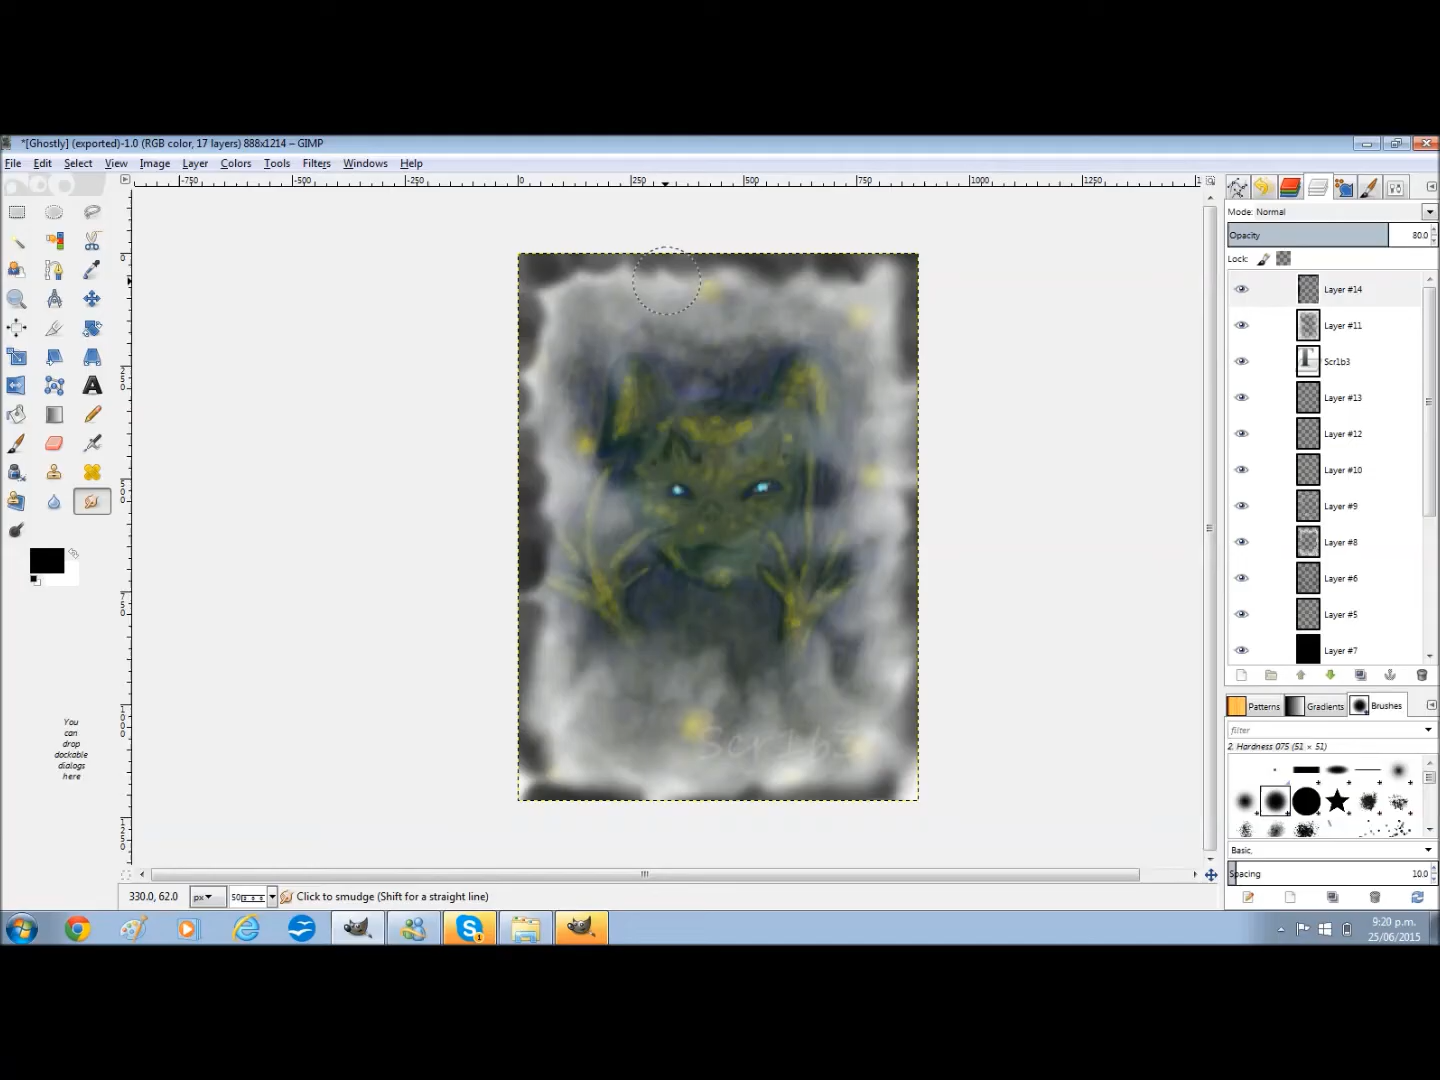 *[Ghostly] (exported)-1.0 (RGB color, 17 layers) 888x1214 – GIMP
File Edit Select View Image Layer Colors Tools Filters Windows Help
-750 -500 -250 0 250 500 750 1000 1250
Mode: Normal
Opacity 80.0
Lock:
Layer #14
Layer #11
Scr1b3
Layer #13
Layer #12
Layer #10
Layer #9
Layer #8
Layer #6
Layer #5
Layer #7
You
can
drop
dockable
dialogs
here
Scr1b3
Patterns Gradients Brushes
filter
2. Hardness 075 (51 × 51)
Basic,
Spacing 10.0
330.0, 62.0 px 50 Click to smudge (Shift for a straight line)
9:20 p.m.
25/06/2015